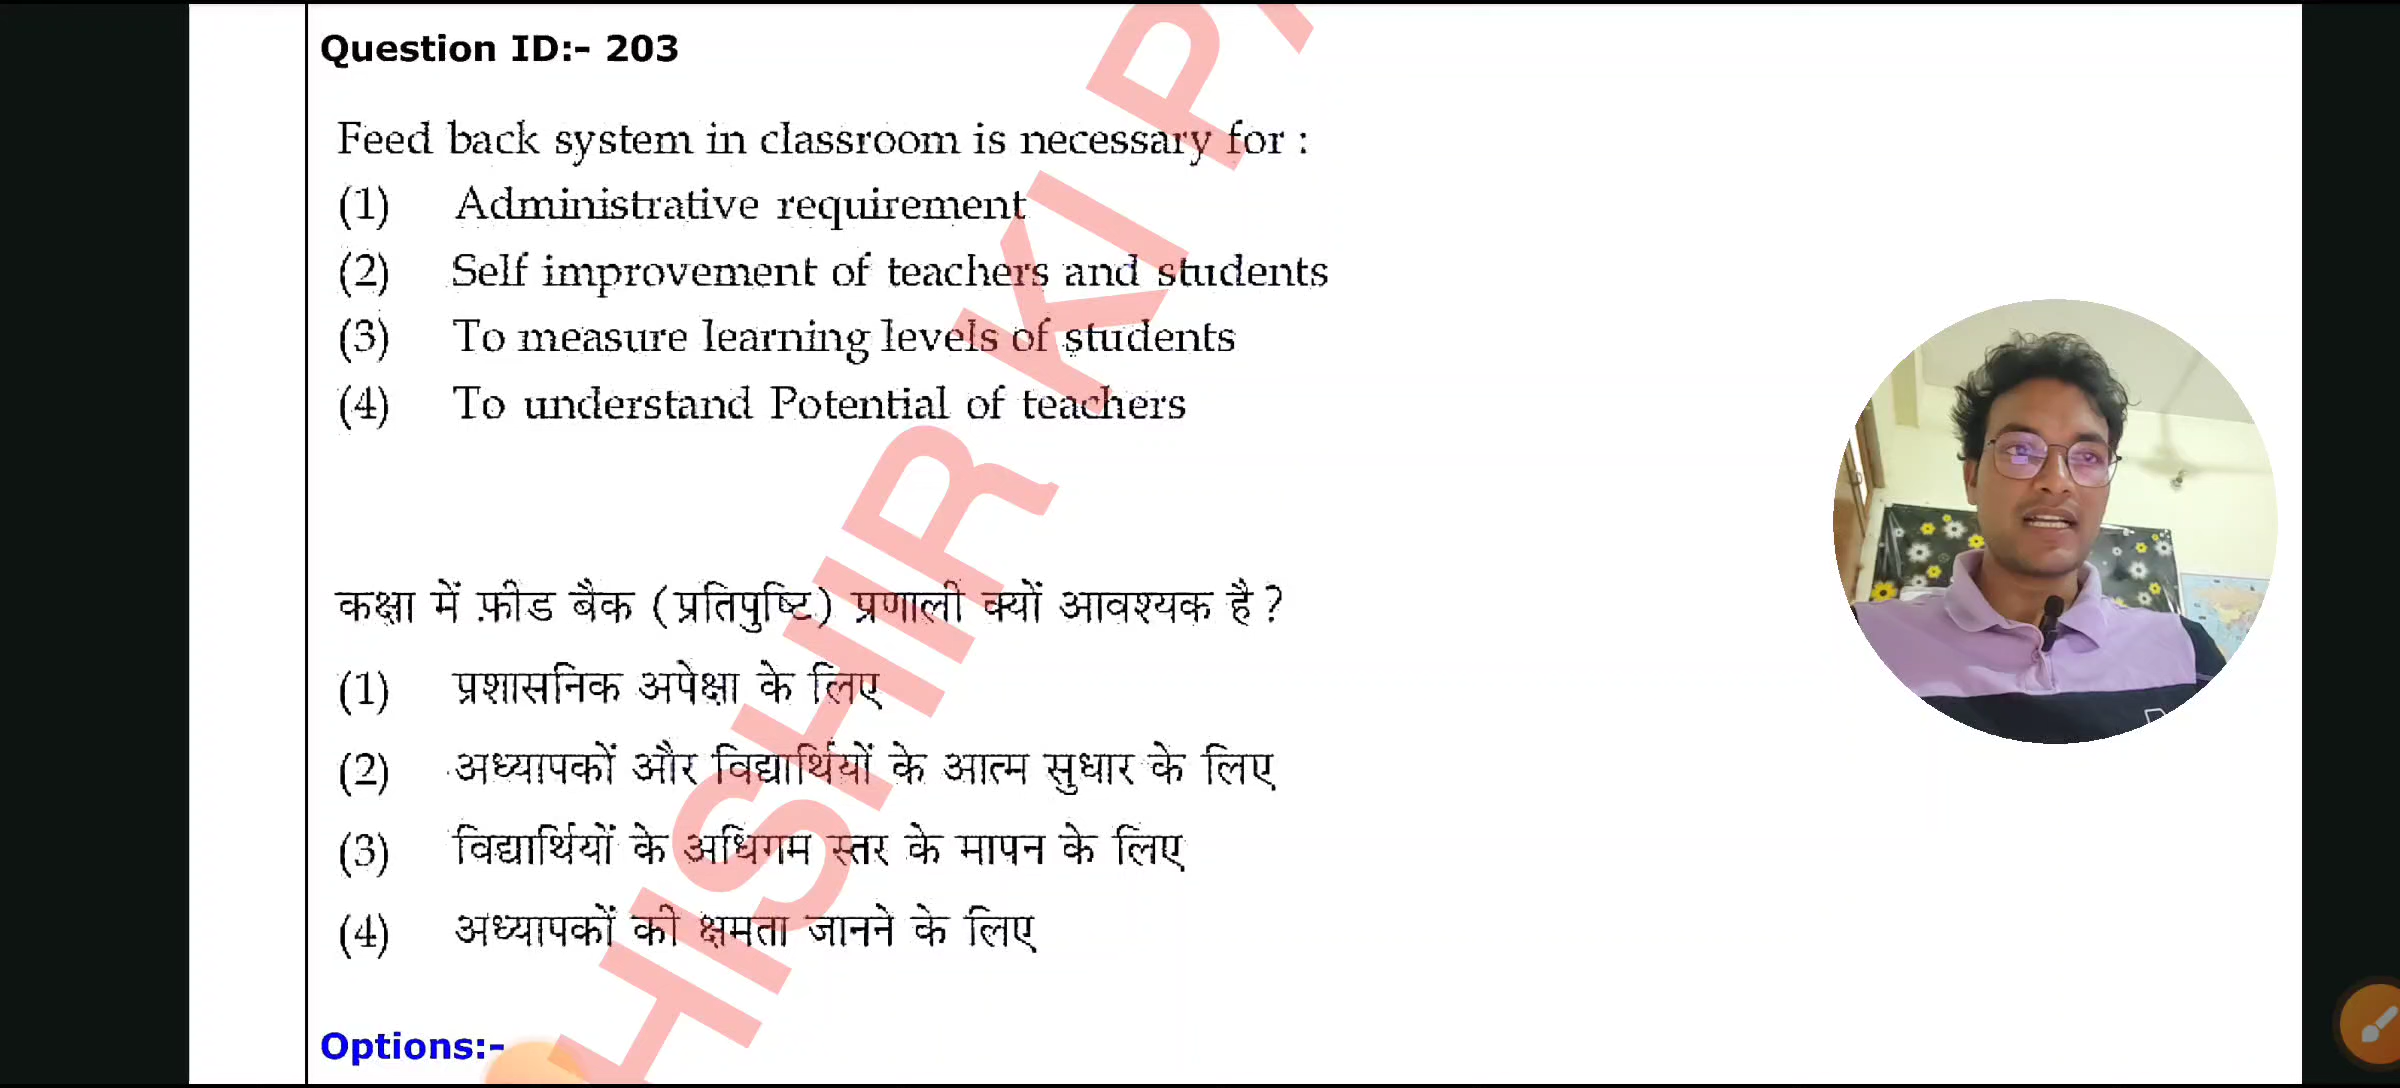 Question ID:- 203
Feed back system in classroom is necessary for :
(1) Administrative requirement
(2) Self improvement of teachers and students
(3) To measure learning levels of students
(4) To understand Potential of teachers
कक्षा में फ़ीड बैक (प्रतिपुष्टि) प्रणाली क्यों आवश्यक है ?
(1) प्रशासनिक अपेक्षा के लिए
(2) अध्यापकों और विद्यार्थियों के आत्म सुधार के लिए
(3) विद्यार्थियों के अधिगम स्तर के मापन के लिए
(4) अध्यापकों की क्षमता जानने के लिए
Options:-
HISHIR KI PA